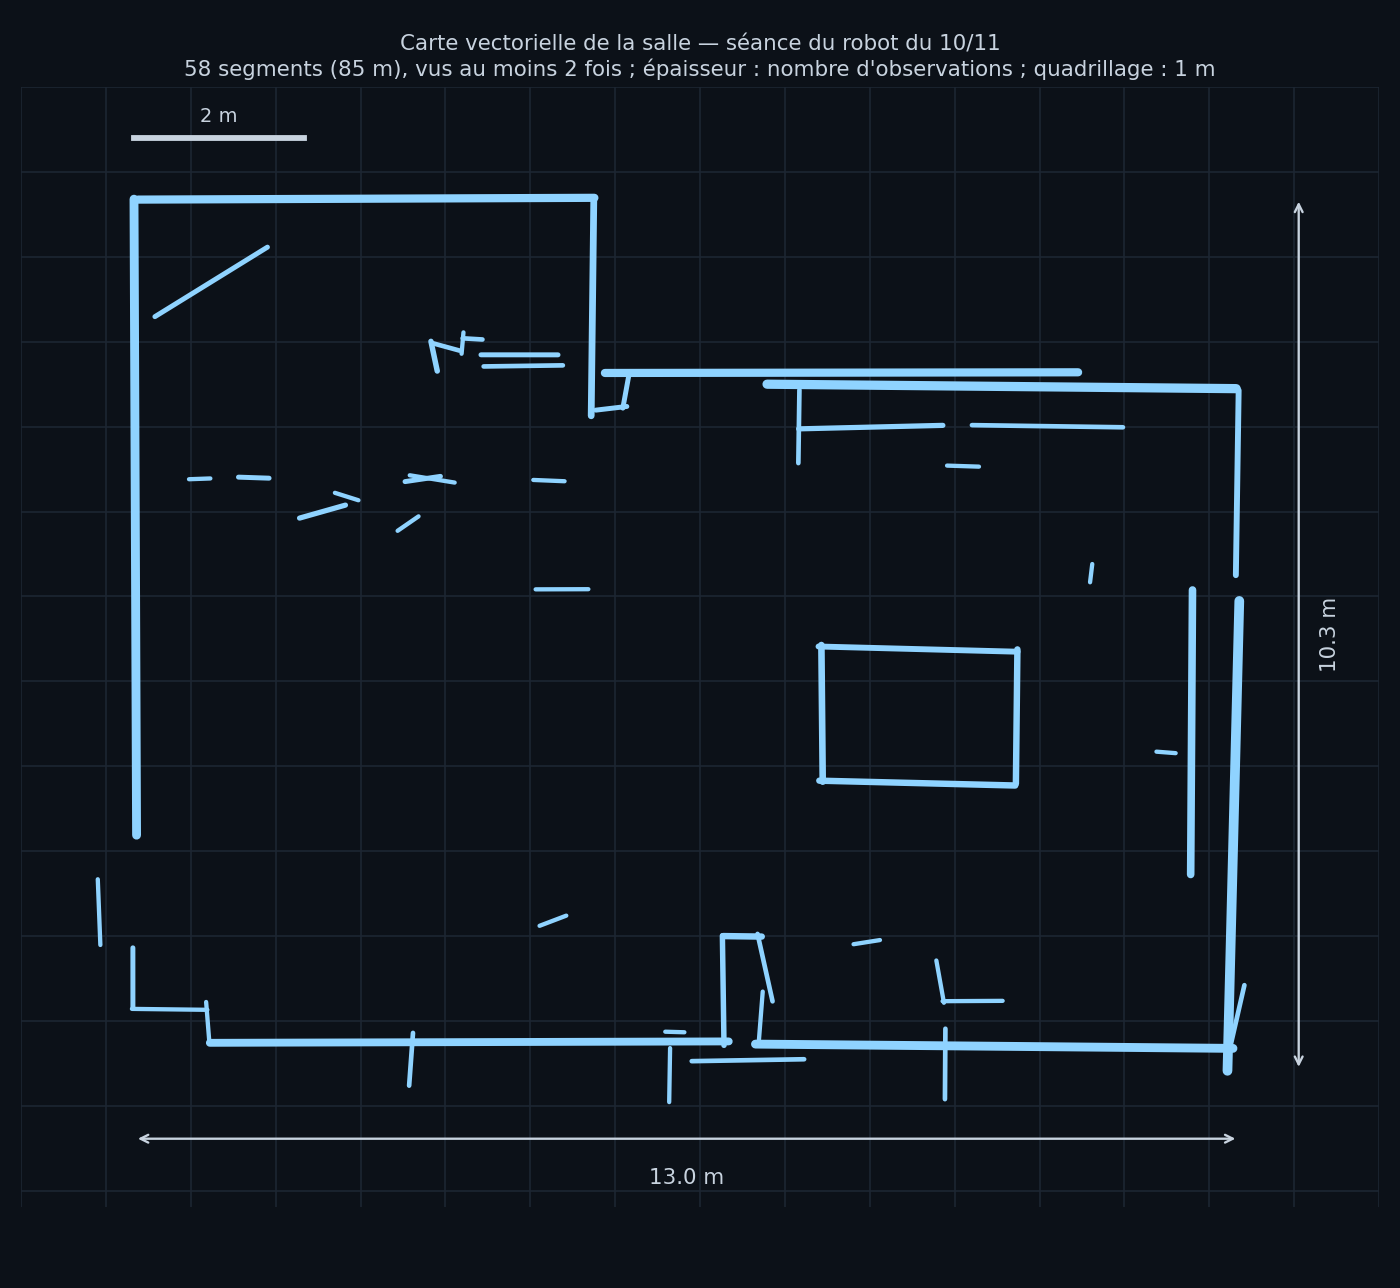 Carte vectorielle de la salle — séance du robot du 10/11
58 segments (85 m), vus au moins 2 fois ; épaisseur : nombre d'observations ; quadrillage : 1 m
2 m
10.3 m
13.0 m